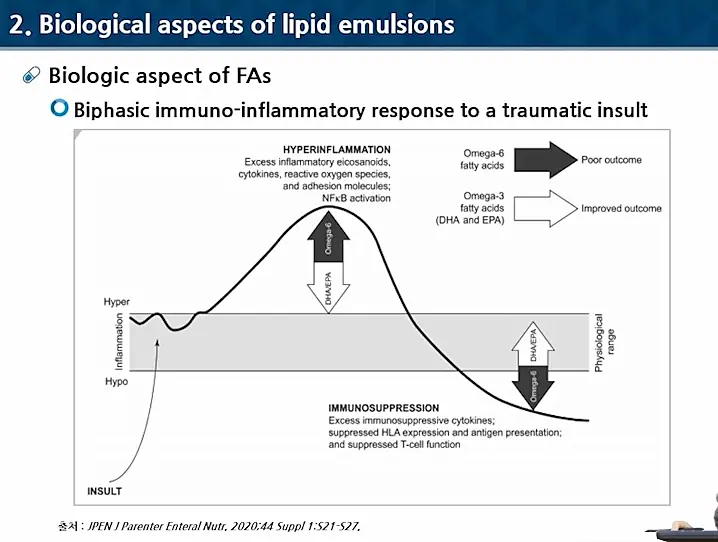 2. Biological aspects of lipid emulsions
Biologic aspect of FAs
Biphasic immuno-inflammatory response to a traumatic insult
HYPERINFLAMMATION
Excess inflammatory eicosanoids,
cytokines, reactive oxygen species,
and adhesion molecules;
NFκB activation
Omega-6
fatty acids
Poor outcome
Omega-3
fatty acids
(DHA and EPA)
Improved outcome
Omega-6
DHA/EPA
Hyper
Inflammation
Hypo
Physiological
range
DHA/EPA
Omega-6
IMMUNOSUPPRESSION
Excess immunosuppressive cytokines;
suppressed HLA expression and antigen presentation;
and suppressed T-cell function
INSULT
출처 : JPEN J Parenter Enteral Nutr. 2020;44 Suppl 1:S21-S27.